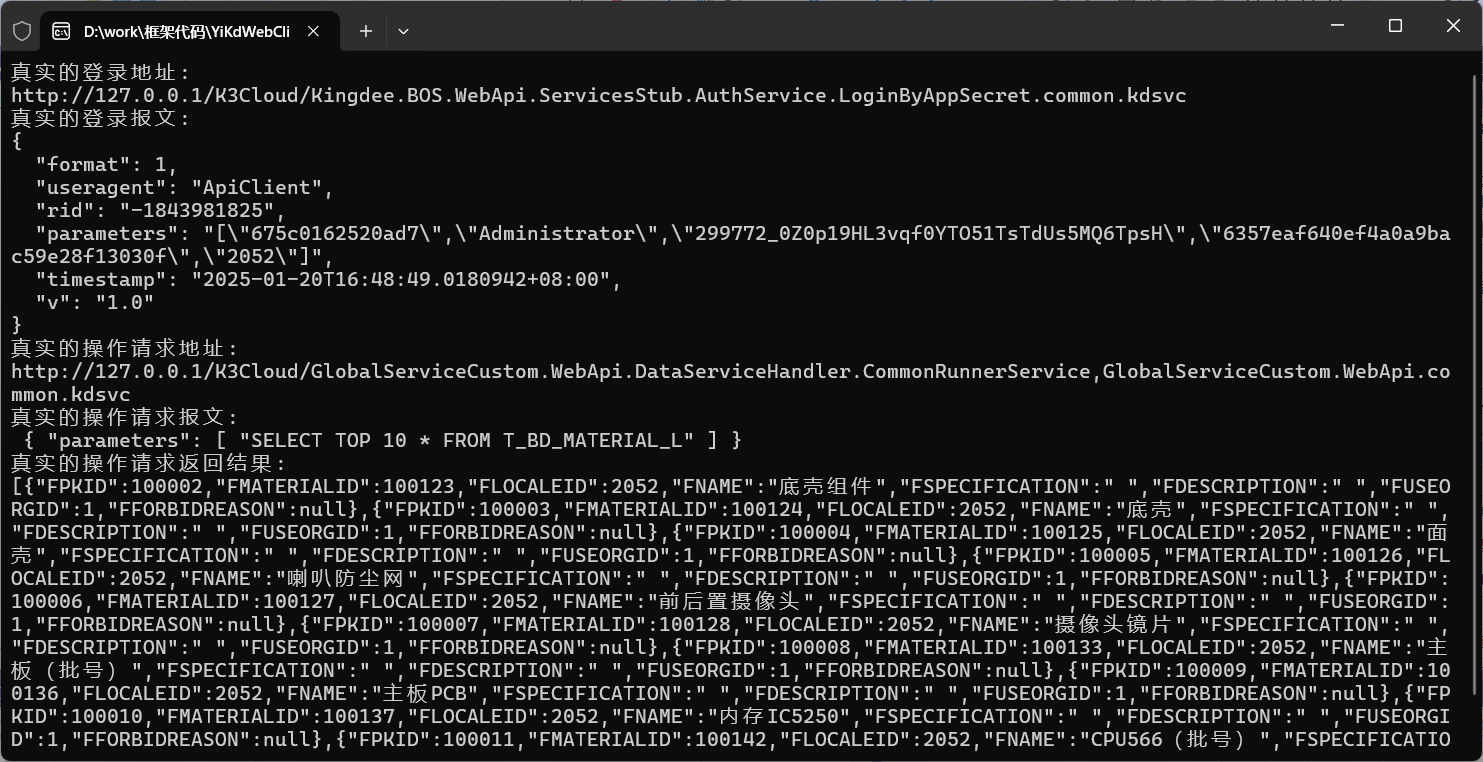 D:\work\框架代码\YiKdWebCli
真实的登录地址:
http://127.0.0.1/K3Cloud/Kingdee.BOS.WebApi.ServicesStub.AuthService.LoginByAppSecret.common.kdsvc
真实的登录报文:
{
  "format": 1,
  "useragent": "ApiClient",
  "rid": "-1843981825",
  "parameters": "[\"675c0162520ad7\",\"Administrator\",\"299772_0Z0p19HL3vqf0YTO51TsTdUs5MQ6TpsH\",\"6357eaf640ef4a0a9ba
c59e28f13030f\",\"2052\"]",
  "timestamp": "2025-01-20T16:48:49.0180942+08:00",
  "v": "1.0"
}
真实的操作请求地址:
http://127.0.0.1/K3Cloud/GlobalServiceCustom.WebApi.DataServiceHandler.CommonRunnerService,GlobalServiceCustom.WebApi.co
mmon.kdsvc
真实的操作请求报文:
 { "parameters": [ "SELECT TOP 10 * FROM T_BD_MATERIAL_L" ] }
真实的操作请求返回结果:
[{"FPKID":100002,"FMATERIALID":100123,"FLOCALEID":2052,"FNAME":"底壳组件","FSPECIFICATION":" ","FDESCRIPTION":" ","FUSEO
RGID":1,"FFORBIDREASON":null},{"FPKID":100003,"FMATERIALID":100124,"FLOCALEID":2052,"FNAME":"底壳","FSPECIFICATION":" ",
"FDESCRIPTION":" ","FUSEORGID":1,"FFORBIDREASON":null},{"FPKID":100004,"FMATERIALID":100125,"FLOCALEID":2052,"FNAME":"面
壳","FSPECIFICATION":" ","FDESCRIPTION":" ","FUSEORGID":1,"FFORBIDREASON":null},{"FPKID":100005,"FMATERIALID":100126,"FL
OCALEID":2052,"FNAME":"喇叭防尘网","FSPECIFICATION":" ","FDESCRIPTION":" ","FUSEORGID":1,"FFORBIDREASON":null},{"FPKID":
100006,"FMATERIALID":100127,"FLOCALEID":2052,"FNAME":"前后置摄像头","FSPECIFICATION":" ","FDESCRIPTION":" ","FUSEORGID":
1,"FFORBIDREASON":null},{"FPKID":100007,"FMATERIALID":100128,"FLOCALEID":2052,"FNAME":"摄像头镜片","FSPECIFICATION":" ",
"FDESCRIPTION":" ","FUSEORGID":1,"FFORBIDREASON":null},{"FPKID":100008,"FMATERIALID":100133,"FLOCALEID":2052,"FNAME":"主
板（批号）","FSPECIFICATION":" ","FDESCRIPTION":" ","FUSEORGID":1,"FFORBIDREASON":null},{"FPKID":100009,"FMATERIALID":10
0136,"FLOCALEID":2052,"FNAME":"主板PCB","FSPECIFICATION":" ","FDESCRIPTION":" ","FUSEORGID":1,"FFORBIDREASON":null},{"FP
KID":100010,"FMATERIALID":100137,"FLOCALEID":2052,"FNAME":"内存IC5250","FSPECIFICATION":" ","FDESCRIPTION":" ","FUSEORGI
D":1,"FFORBIDREASON":null},{"FPKID":100011,"FMATERIALID":100142,"FLOCALEID":2052,"FNAME":"CPU566（批号）","FSPECIFICATIO